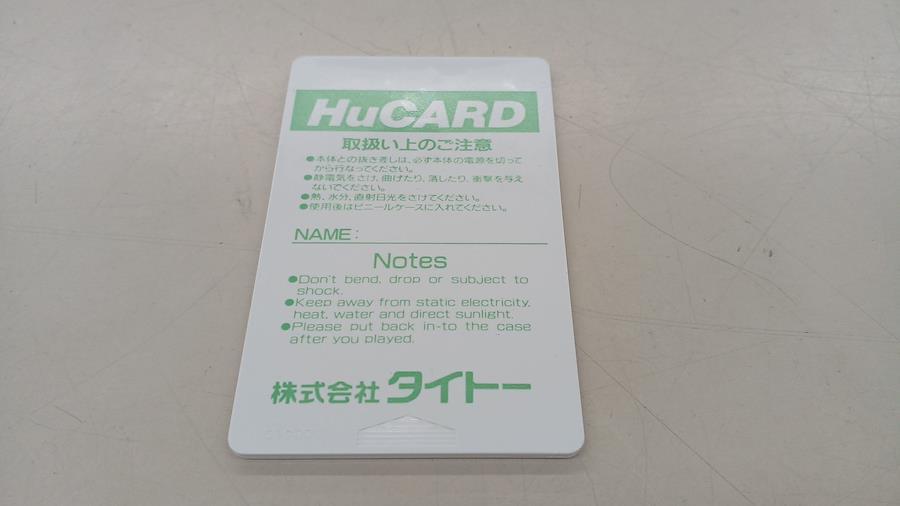 HuCARD
取扱い上のご注意
●本体との抜き差しは、必ず本体の電源を切って
から行なってください。
●静電気をさけ、曲げたり、落したり、衝撃を与え
ないでください。
●熱、水分、直射日光をさけてください。
●使用後はビニールケースに入れてください。
NAME:
Notes
●Don't bend, drop or subject to
shock.
●Keep away from static electricity,
heat, water and direct sunlight.
●Please put back in-to the case
after you played.
株式会社 タイトー